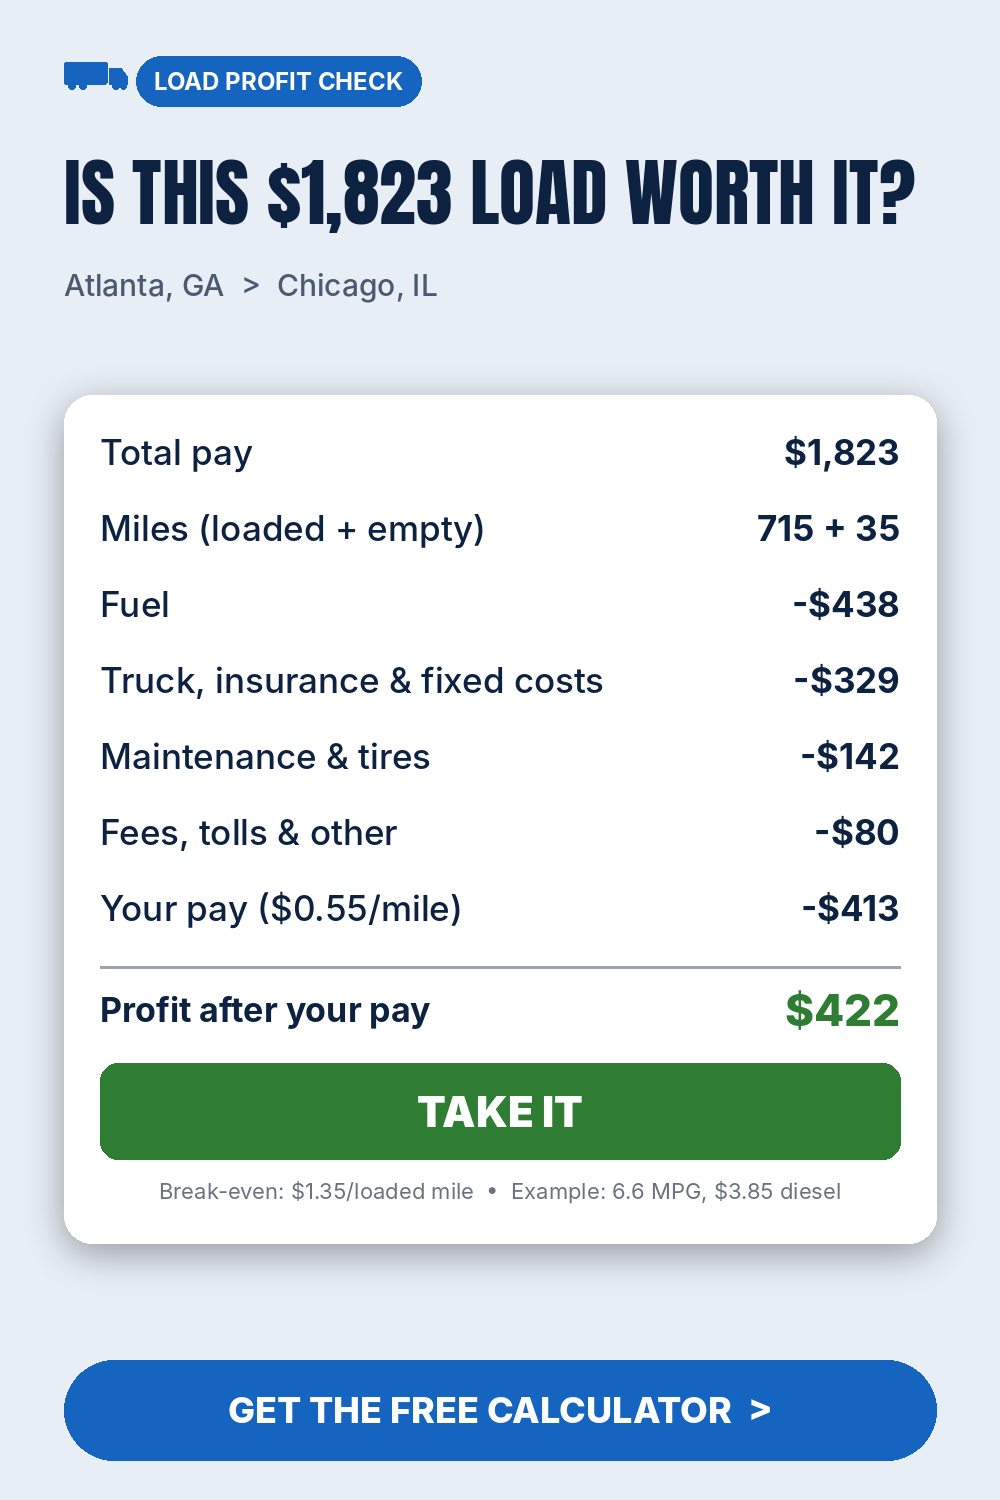 LOAD PROFIT CHECK
IS THIS $1,823 LOAD WORTH IT?
Atlanta, GA > Chicago, IL
Total pay $1,823
Miles (loaded + empty) 715 + 35
Fuel -$438
Truck, insurance & fixed costs -$329
Maintenance & tires -$142
Fees, tolls & other -$80
Your pay ($0.55/mile) -$413
Profit after your pay $422
TAKE IT
Break-even: $1.35/loaded mile • Example: 6.6 MPG, $3.85 diesel
GET THE FREE CALCULATOR >